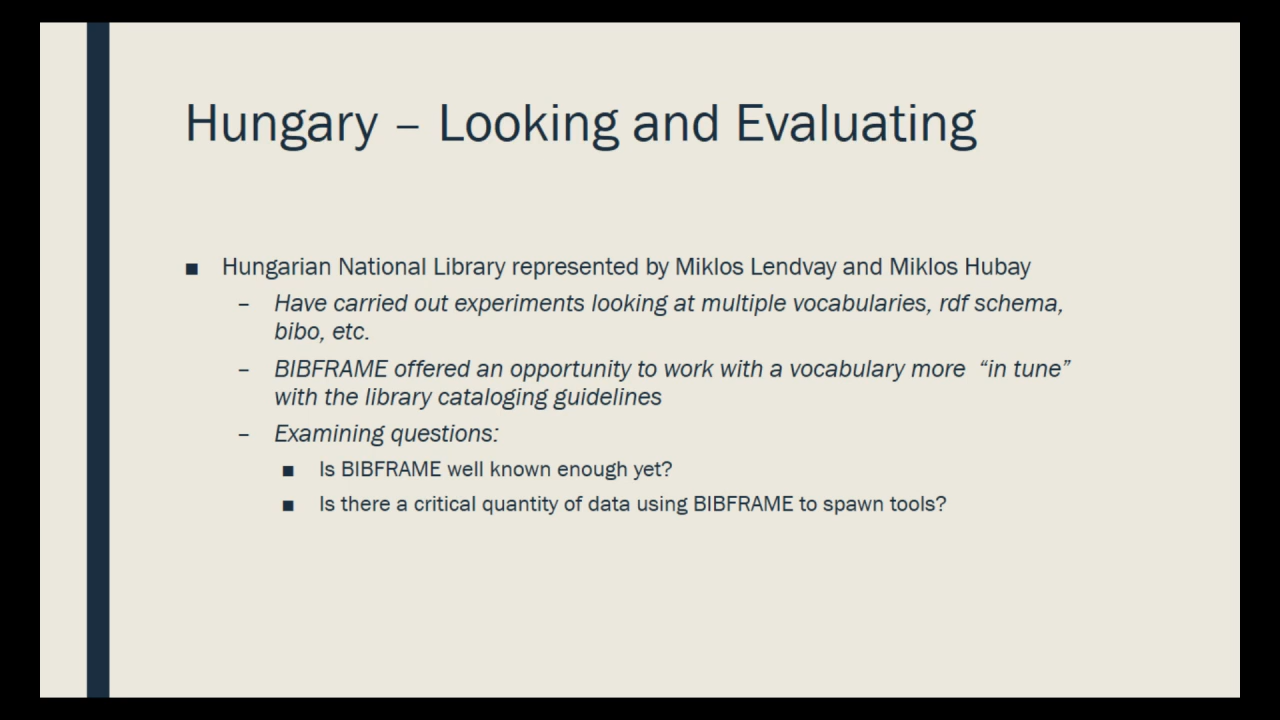 Hungary – Looking and Evaluating
■ Hungarian National Library represented by Miklos Lendvay and Miklos Hubay
– Have carried out experiments looking at multiple vocabularies, rdf schema,
bibo, etc.
– BIBFRAME offered an opportunity to work with a vocabulary more “in tune”
with the library cataloging guidelines
– Examining questions:
■ Is BIBFRAME well known enough yet?
■ Is there a critical quantity of data using BIBFRAME to spawn tools?